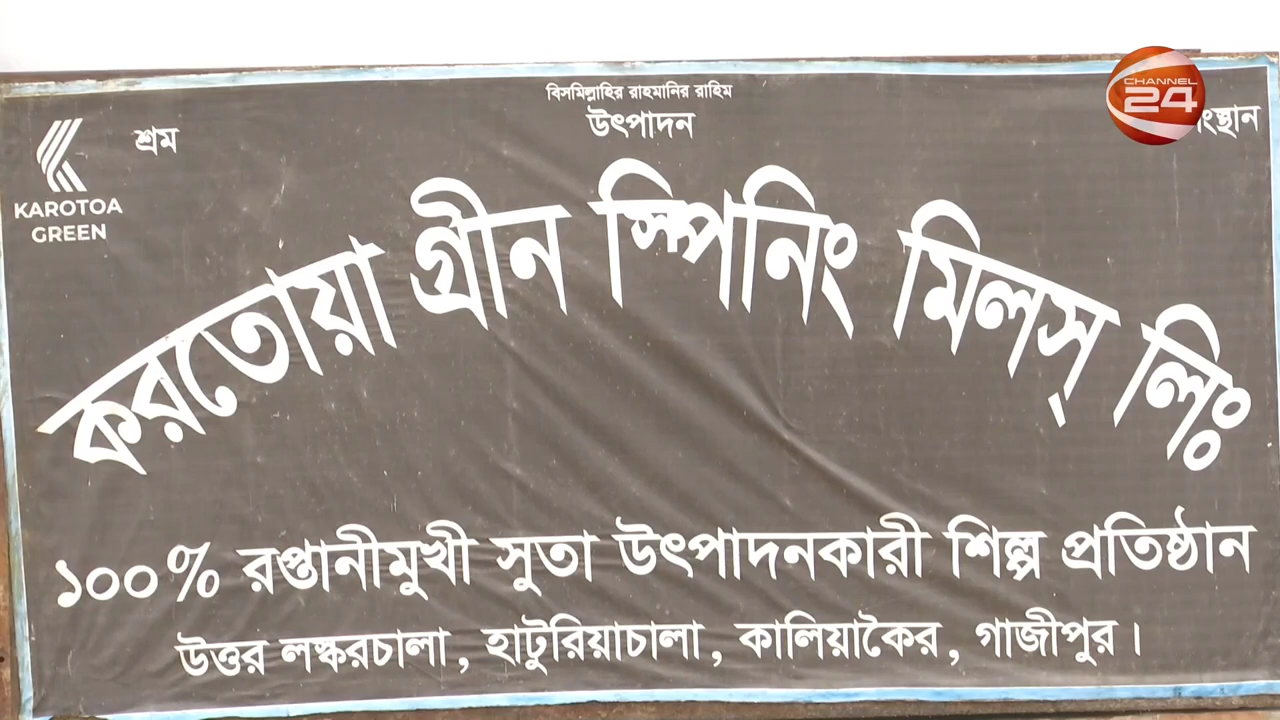 বিসমিল্লাহির রাহমানির রাহিম
শ্রম
উৎপাদন
CHANNEL
24
KAROTOA
GREEN
করতোয়া গ্রীন স্পিনিং মিলস্ লিঃ
১০০% রপ্তানীমুখী সুতা উৎপাদনকারী শিল্প প্রতিষ্ঠান
উত্তর লস্করচালা, হাটুরিয়াচালা, কালিয়াকৈর, গাজীপুর।